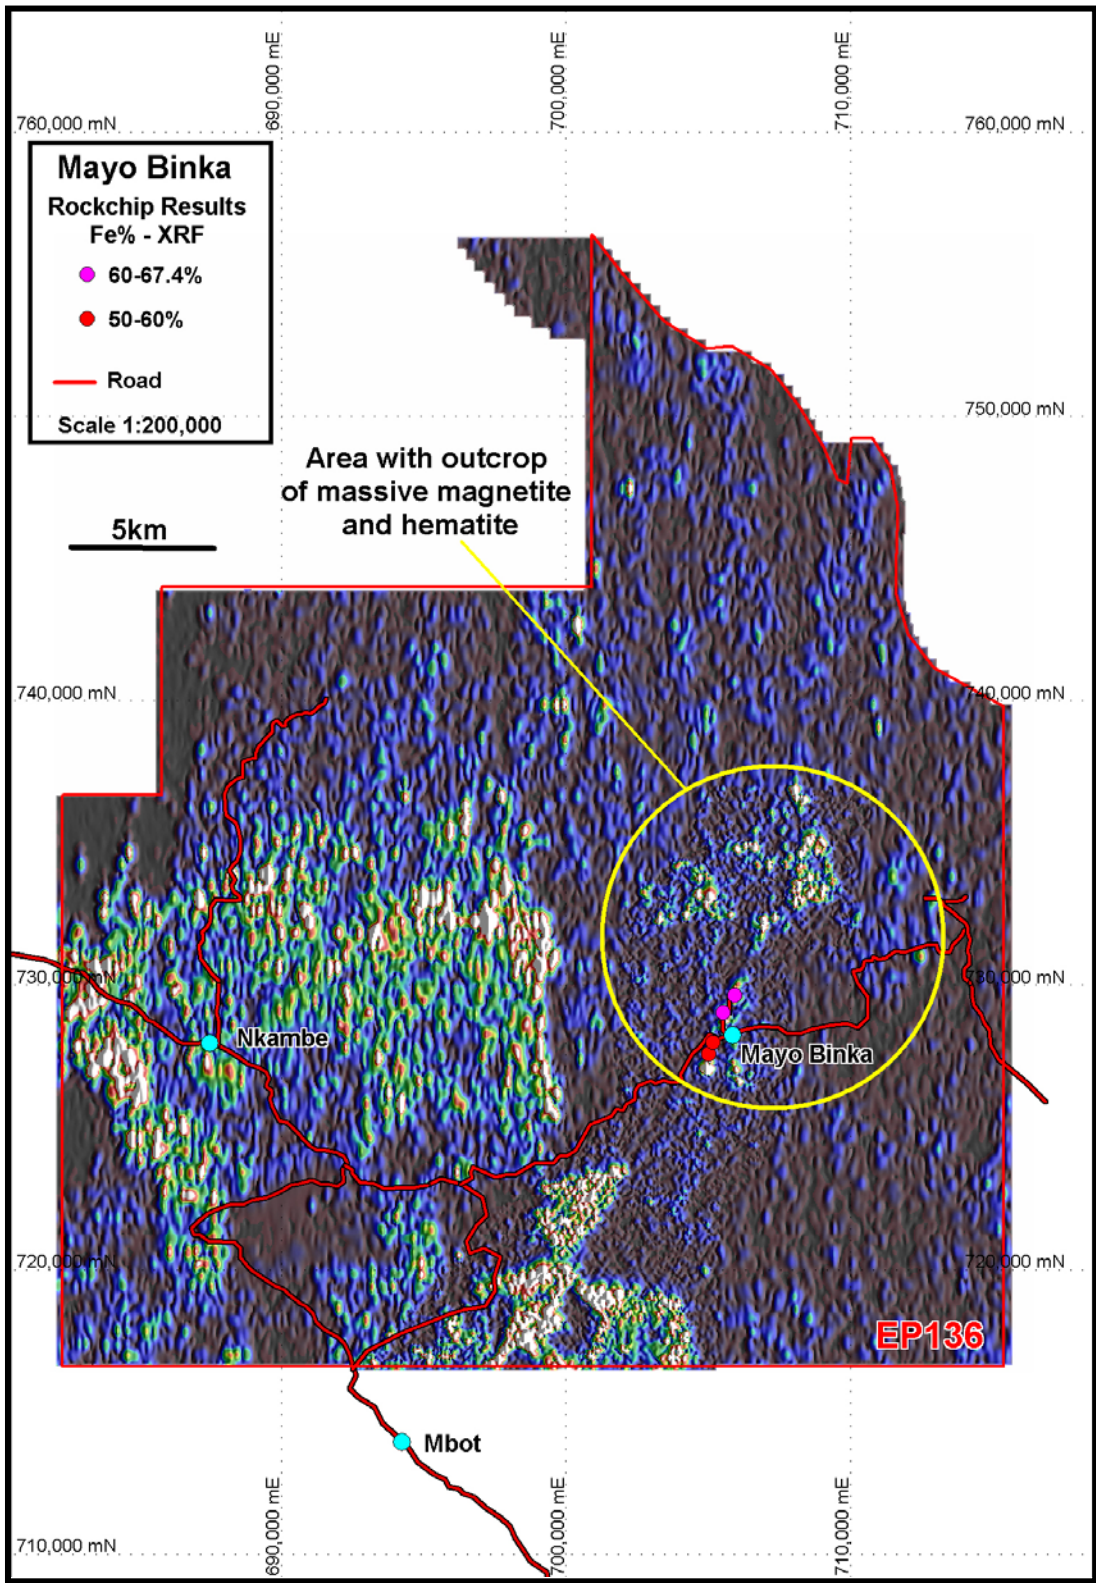 690,000 mE
700,000 mE
710,000 mE
760,000 mN
760,000 mN
Mayo Binka
Rockchip Results
Fe% - XRF
60-67.4%
50-60%
Road
Scale 1:200,000
750,000 mN
Area with outcrop
of massive magnetite
and hematite
5km
740,000 mN
740,000 mN
730,000 mN
730,000 mN
Nkambe
Mayo Binka
720,000 mN
720,000 mN
EP136
Mbot
690,000 mE
700,000 mE
710,000 mE
710,000 mN